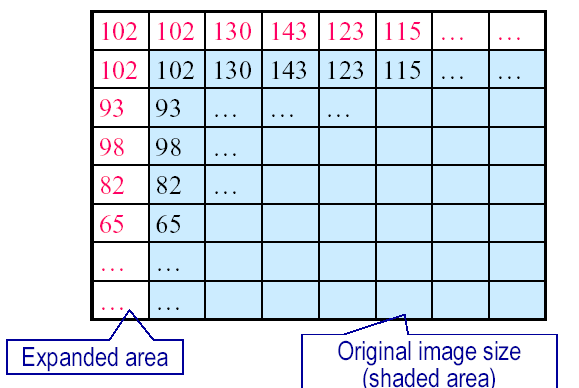 102 102 130 143 123 115 … …
102 102 130 143 123 115 … …
93 93 … … …
98 98 …
82 82 …
65 65
… …
… …
Expanded area
Original image size
(shaded area)